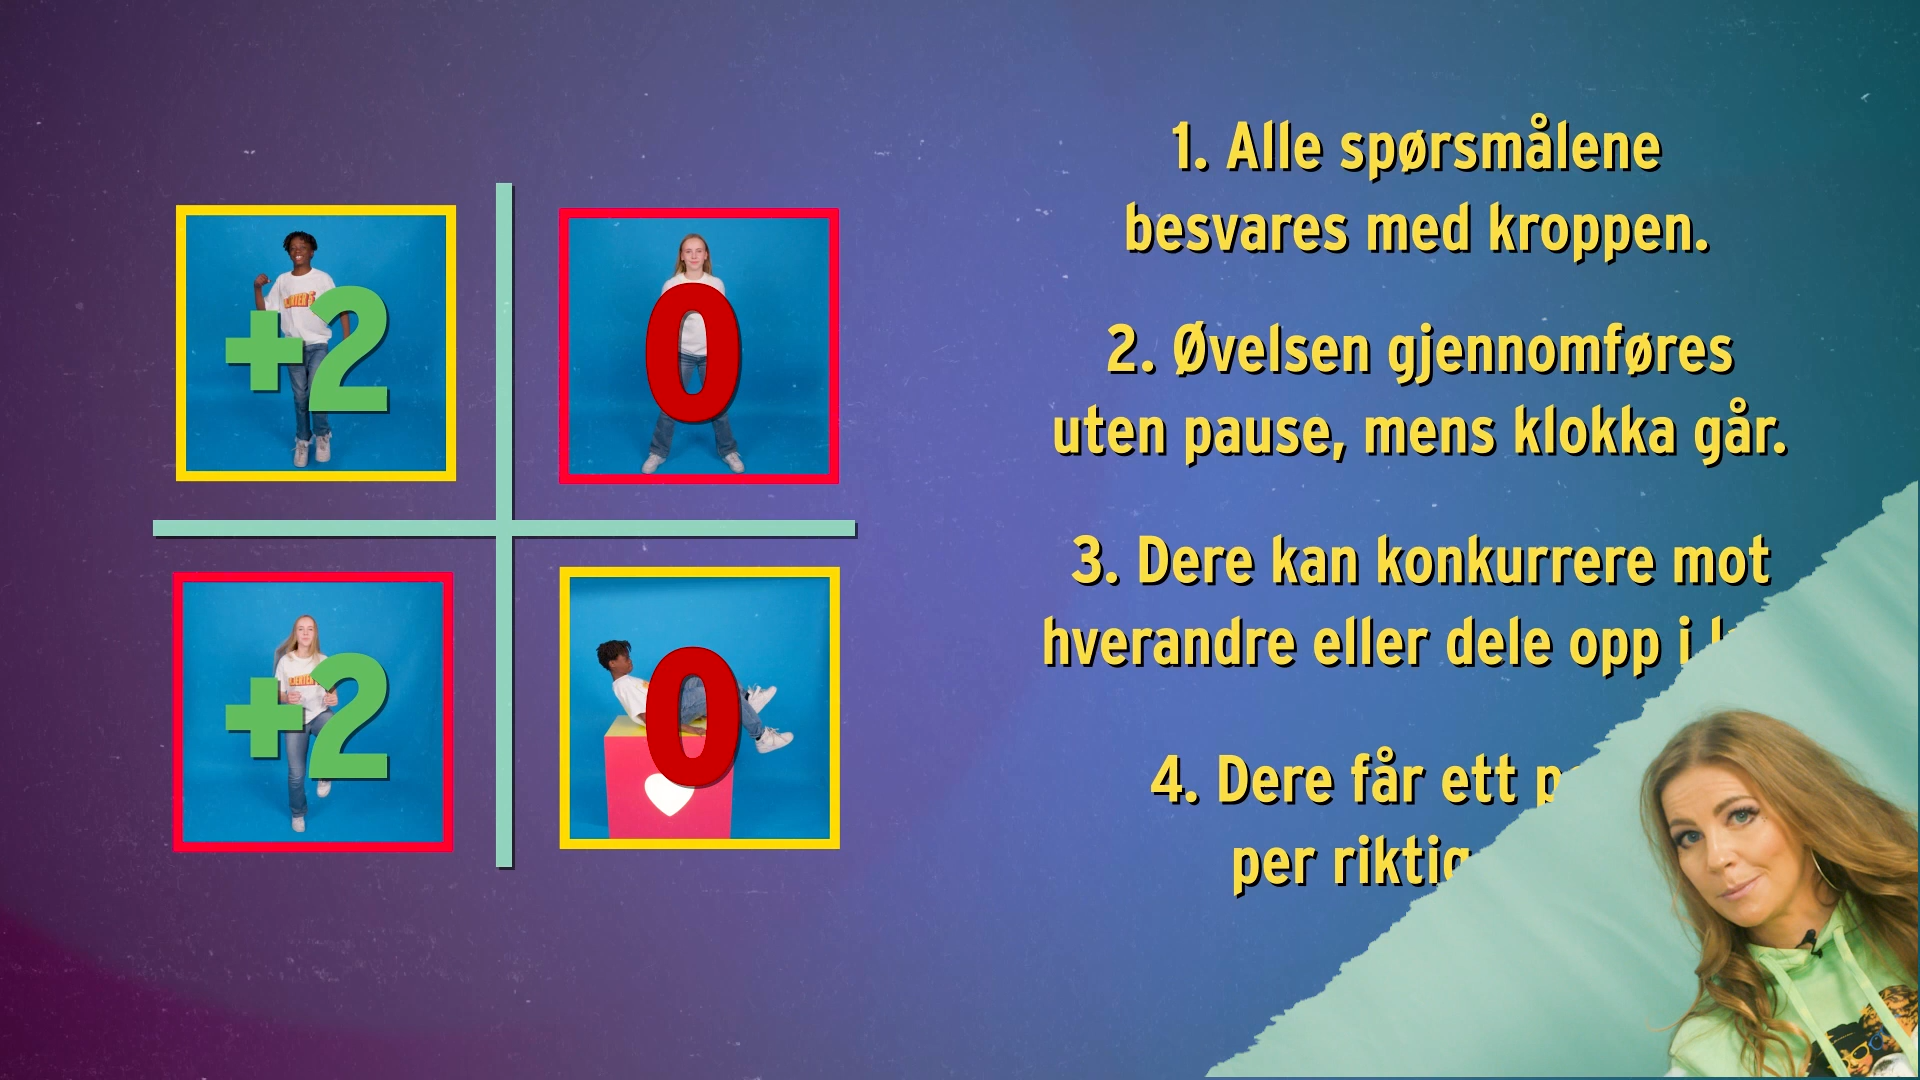 +2
0
+2
0
1. Alle spørsmålene
besvares med kroppen.
2. Øvelsen gjennomføres
uten pause, mens klokka går.
3. Dere kan konkurrere mot
hverandre eller dele opp i
4. Dere får ett
per